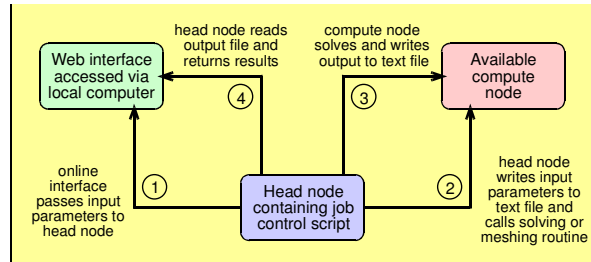 Web interface
accessed via
local computer
head node reads
output file and
returns results
4
compute node
solves and writes
output to text file
3
Available
compute
node
online
interface
passes input
parameters to
head node
1
Head node
containing job
control script
2
head node
writes input
parameters to
text file and
calls solving or
meshing routine